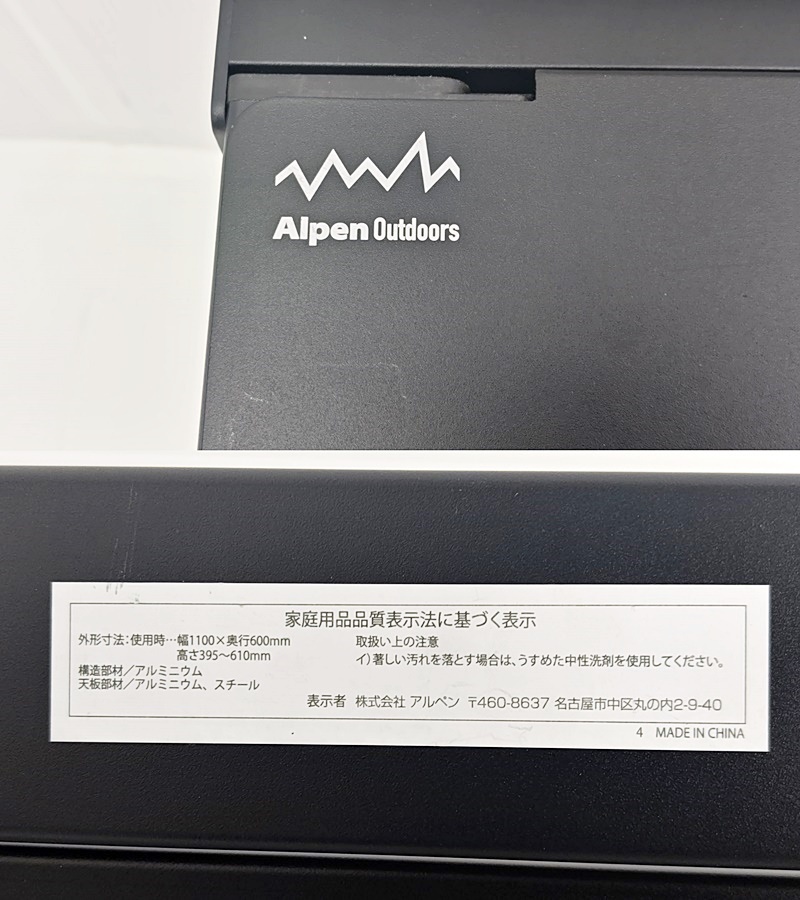 Alpen Outdoors
家庭用品品質表示法に基づく表示
外形寸法:使用時…幅1100×奥行600mm
高さ395〜610mm
構造部材/アルミニウム
天板部材/アルミニウム、スチール
取扱い上の注意
イ)著しい汚れを落とす場合は、うすめた中性洗剤を使用してください。
表示者 株式会社 アルペン 〒460-8637 名古屋市中区丸の内2-9-40
4 MADE IN CHINA